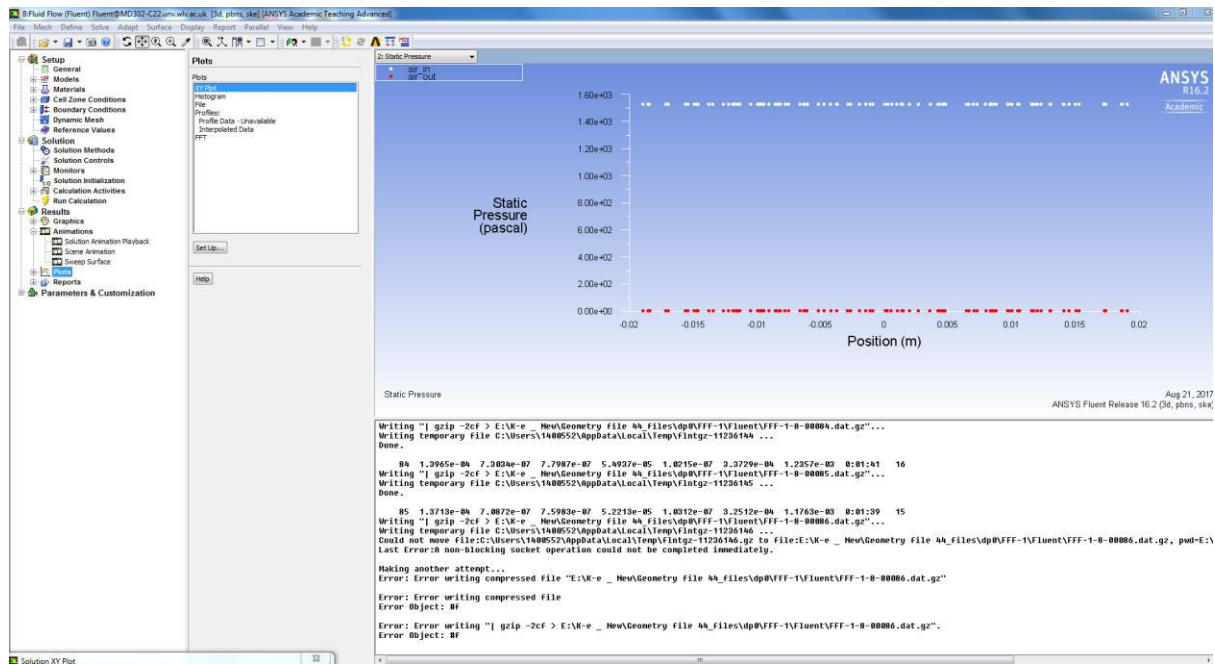 B:Fluid Flow (Fluent) Fluent@MD302-C22.unv.wlv.ac.uk [3d, pbns, ske] [ANSYS Academic Teaching Advanced]
File Mesh Define Solve Adapt Surface Display Report Parallel View Help
Setup
General
Models
Materials
Cell Zone Conditions
Boundary Conditions
Dynamic Mesh
Reference Values
Solution
Solution Methods
Solution Controls
Monitors
Solution Initialization
Calculation Activities
Run Calculation
Results
Graphics
Animations
Solution Animation Playback
Scene Animation
Sweep Surface
Plots
Reports
Parameters & Customization
Plots
Plots
XY Plot
Histogram
File
Profiles:
Profile Data - Unavailable
Interpolated Data
FFT
Set Up...
Help
2: Static Pressure
air_in
air_out
ANSYS
R16.2
Academic
1.60e+03
1.40e+03
1.20e+03
1.00e+03
8.00e+02
6.00e+02
4.00e+02
2.00e+02
0.00e+00
Static
Pressure
(pascal)
-0.02 -0.015 -0.01 -0.005 0 0.005 0.01 0.015 0.02
Position (m)
Static Pressure
Aug 21, 2017
ANSYS Fluent Release 16.2 (3d, pbns, ske)
Writing "| gzip -2cf > E:\K-e _ New\Geometry file 44_files\dp0\FFF-1\Fluent\FFF-1-8-00084.dat.gz"...
Writing temporary file C:\Users\1400552\AppData\Local\Temp\flntgz-11236144 ...
Done.
84 1.3965e-04 7.3034e-07 7.7987e-07 5.4937e-05 1.0215e-07 3.3729e-04 1.2357e-03 0:01:41 16
Writing "| gzip -2cf > E:\K-e _ New\Geometry file 44_files\dp0\FFF-1\Fluent\FFF-1-8-00085.dat.gz"...
Writing temporary file C:\Users\1400552\AppData\Local\Temp\flntgz-11236145 ...
Done.
85 1.3713e-04 7.0872e-07 7.5983e-07 5.2213e-05 1.0312e-07 3.2512e-04 1.1763e-03 0:01:39 15
Writing "| gzip -2cf > E:\K-e _ New\Geometry file 44_files\dp0\FFF-1\Fluent\FFF-1-8-00086.dat.gz"...
Writing temporary file C:\Users\1400552\AppData\Local\Temp\flntgz-11236146 ...
Could not move file:C:\Users\1400552\AppData\Local\Temp\flntgz-11236146.gz to file:E:\K-e _ New\Geometry file 44_files\dp0\FFF-1\Fluent\FFF-1-8-00086.dat.gz, pwd=E:\
Last Error:A non-blocking socket operation could not be completed immediately.
Making another attempt...
Error: Error writing compressed file "E:\K-e _ New\Geometry file 44_files\dp0\FFF-1\Fluent\FFF-1-8-00086.dat.gz"
Error: Error writing compressed file
Error Object: #f
Error: Error writing "| gzip -2cf > E:\K-e _ New\Geometry file 44_files\dp0\FFF-1\Fluent\FFF-1-8-00086.dat.gz".
Error Object: #f
Solution XY Plot